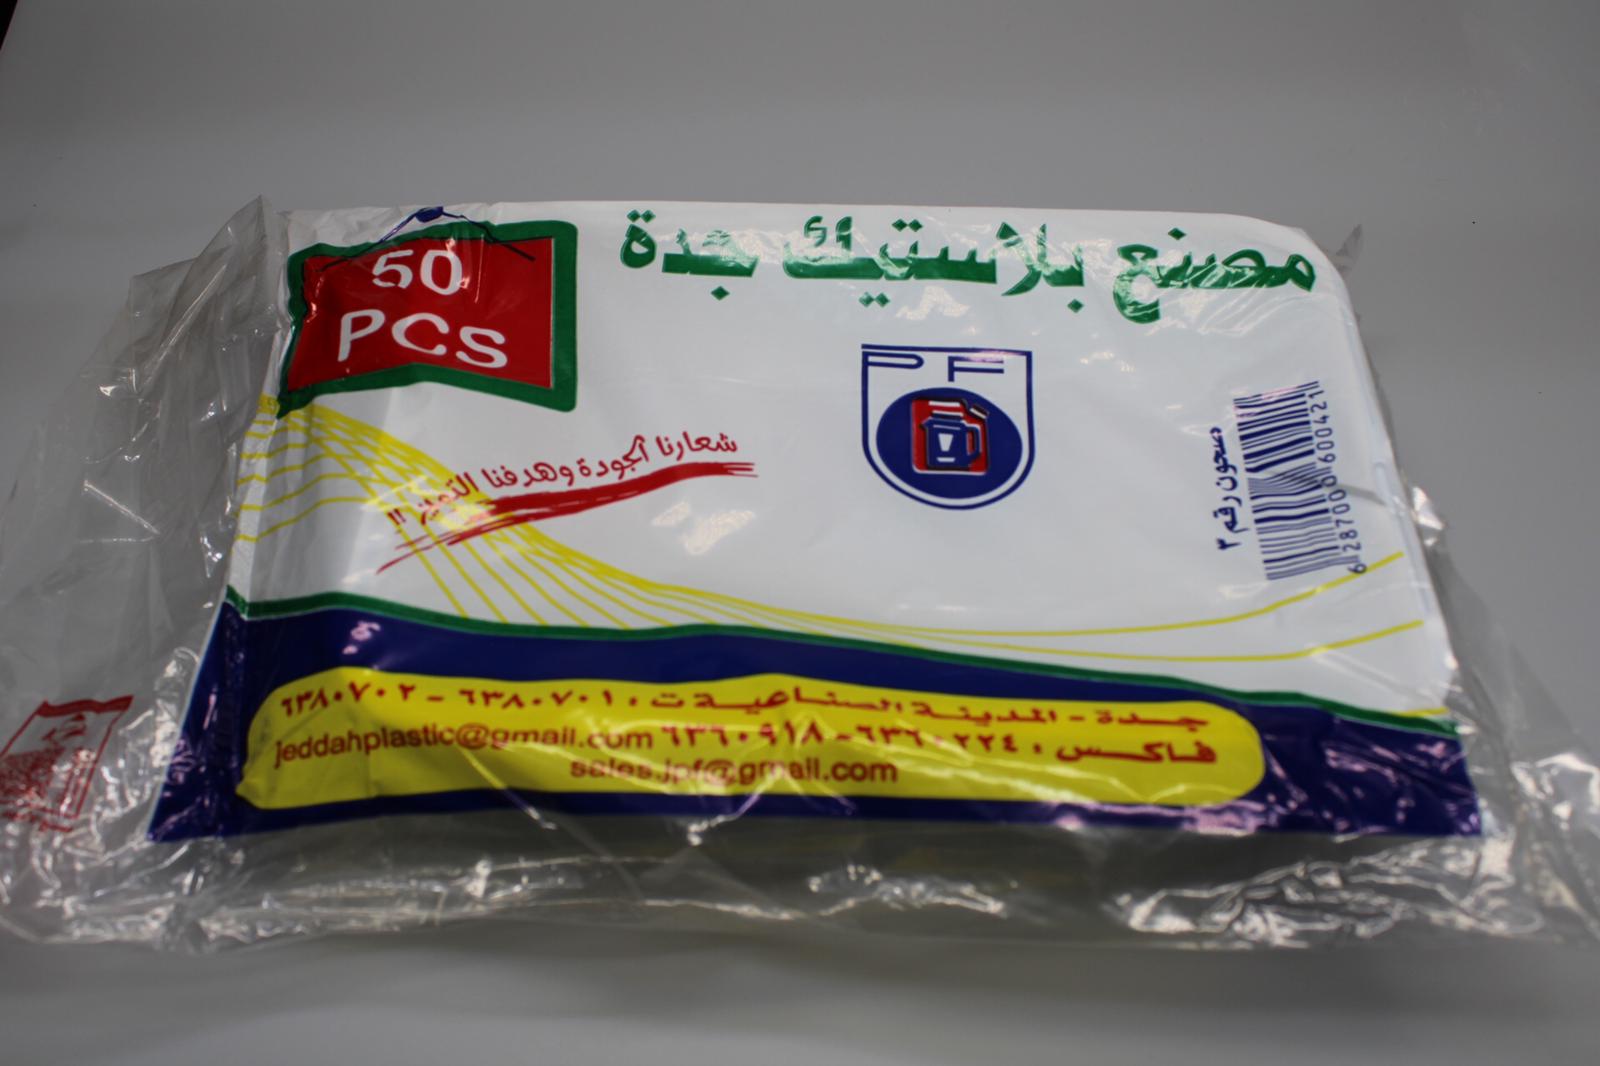 مصنع بلاستيك جدة
50
PCS
PF
شعارنا الجودة وهدفنا التميز !!
صحون رقم ٣
6287000600421
جدة - المدينة الصناعية ت : ٦٣٨٠٧٠١ - ٦٣٨٠٧٠٢
فاكس : ٦٣٦٠٢٢٤ - ٦٣٦٠٩١٨ jeddahplastic@gmail.com
sales.jpf@gmail.com